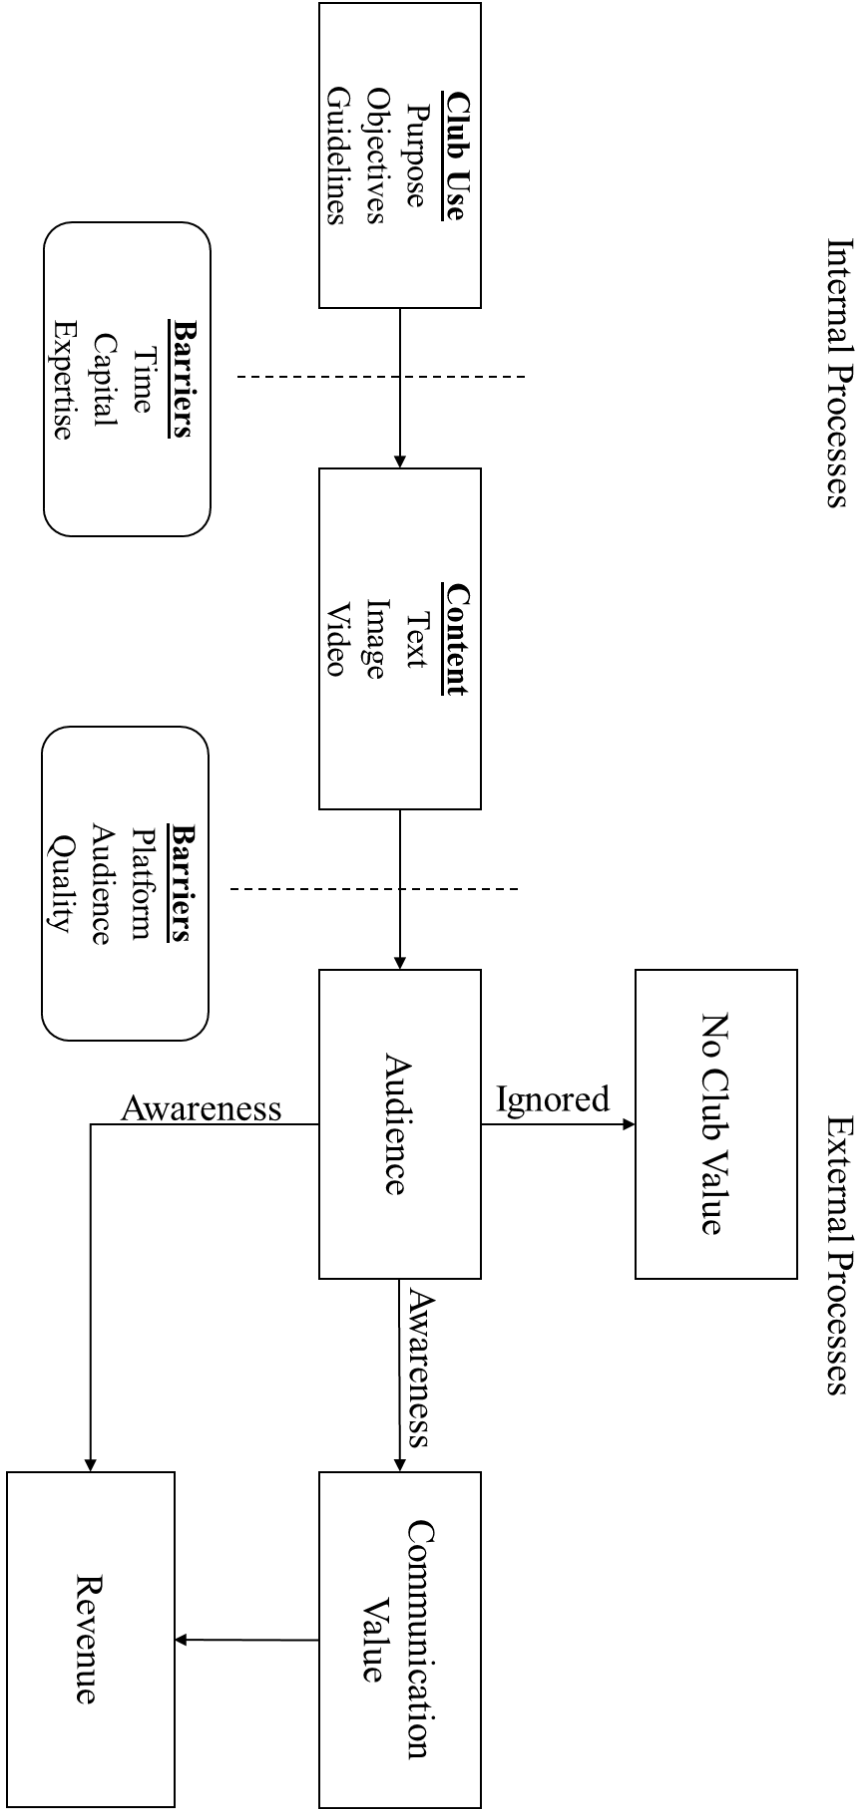 Internal Processes
External Processes
No Club Value
Ignored
Club Use
Purpose
Objectives
Guidelines
Content
Text
Image
Video
Audience
Awareness
Communication
Value
Barriers
Time
Capital
Expertise
Barriers
Platform
Audience
Quality
Awareness
Revenue